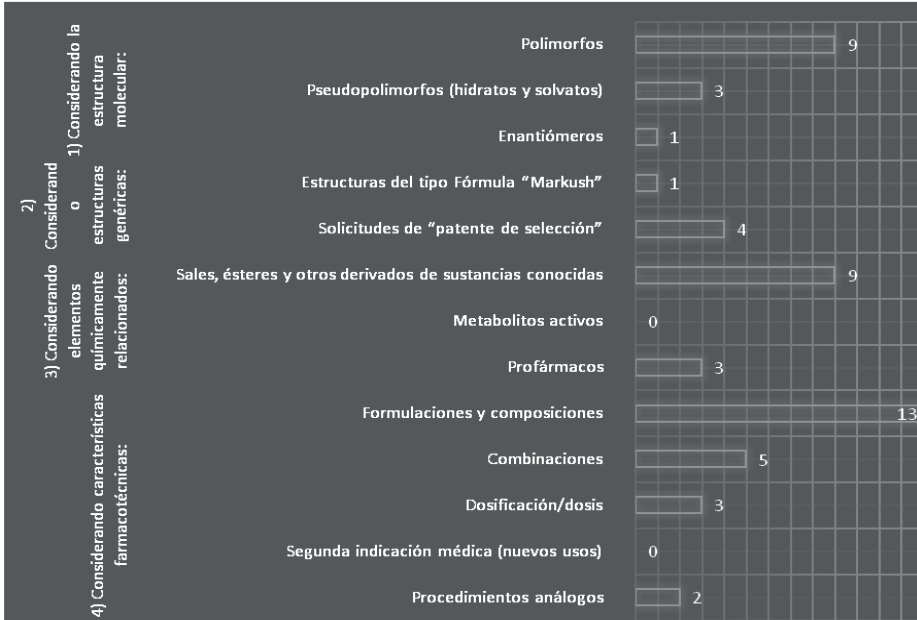 1) Considerando la
estructura
molecular:
Polimorfos 9
Pseudopolimorfos (hidratos y solvatos) 3
Enantiómeros 1
2)
Considerand
o
estructuras
genéricas:
Estructuras del tipo Fórmula “Markush” 1
Solicitudes de “patente de selección” 4
3) Considerando
elementos
químicamente
relacionados:
Sales, ésteres y otros derivados de sustancias conocidas 9
Metabolitos activos 0
Profármacos 3
4) Considerando características
farmacotécnicas:
Formulaciones y composiciones 13
Combinaciones 5
Dosificación/dosis 3
Segunda indicación médica (nuevos usos) 0
Procedimientos análogos 2